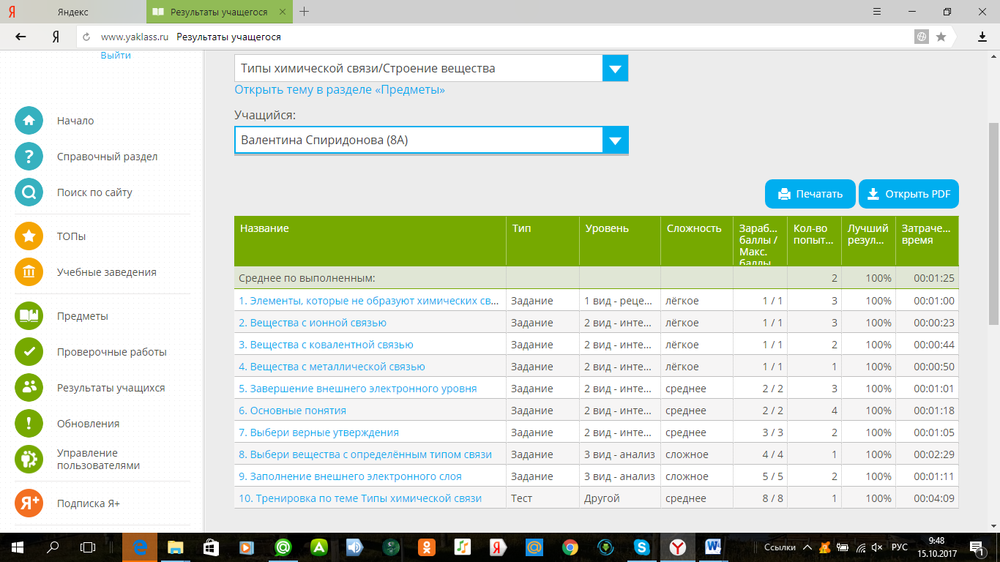 Яндекс
Результаты учащегося
www.yaklass.ru Результаты учащегося
Выйти
Начало
Справочный раздел
Поиск по сайту
ТОПы
Учебные заведения
Предметы
Проверочные работы
Результаты учащихся
Обновления
Управление
пользователями
Я+ Подписка Я+
Типы химической связи/Строение вещества
Открыть тему в разделе «Предметы»
Учащийся:
Валентина Спиридонова (8А)
Печатать
Открыть PDF
Название Тип Уровень Сложность Зараб... баллы / Макс. баллы Кол-во попыт... Лучший резул... Затраче... время
Среднее по выполненным: 2 100% 00:01:25
1. Элементы, которые не образуют химических св... Задание 1 вид - реце... лёгкое 1 / 1 3 100% 00:01:00
2. Вещества с ионной связью Задание 2 вид - инте... лёгкое 1 / 1 3 100% 00:00:23
3. Вещества с ковалентной связью Задание 2 вид - инте... лёгкое 1 / 1 2 100% 00:00:44
4. Вещества с металлической связью Задание 2 вид - инте... лёгкое 1 / 1 1 100% 00:00:50
5. Завершение внешнего электронного уровня Задание 2 вид - инте... среднее 2 / 2 3 100% 00:01:01
6. Основные понятия Задание 2 вид - инте... среднее 2 / 2 4 100% 00:01:18
7. Выбери верные утверждения Задание 2 вид - инте... среднее 3 / 3 2 100% 00:01:05
8. Выбери вещества с определённым типом связи Задание 3 вид - анализ сложное 4 / 4 1 100% 00:02:29
9. Заполнение внешнего электронного слоя Задание 3 вид - анализ сложное 5 / 5 2 100% 00:01:11
10. Тренировка по теме Типы химической связи Тест Другой среднее 8 / 8 1 100% 00:04:09
Ссылки РУС 9:48
15.10.2017
1